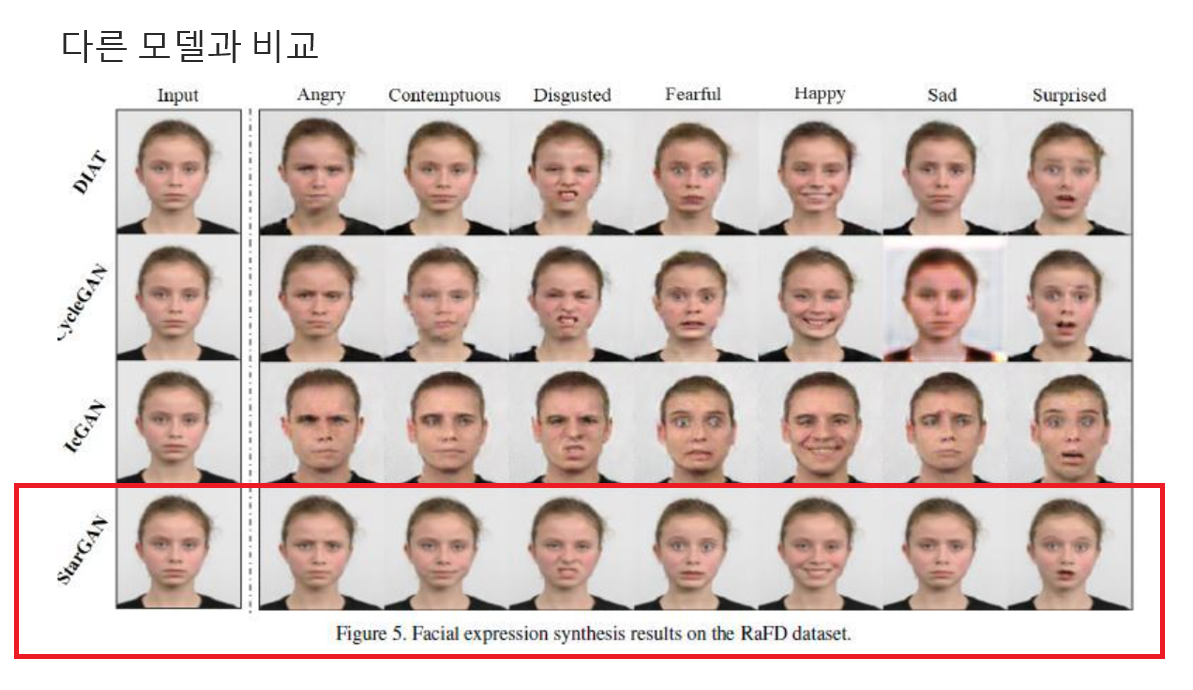 다른 모델과 비교
Input Angry Contemptuous Disgusted Fearful Happy Sad Surprised
DIAT
CycleGAN
IcGAN
StarGAN
Figure 5. Facial expression synthesis results on the RaFD dataset.